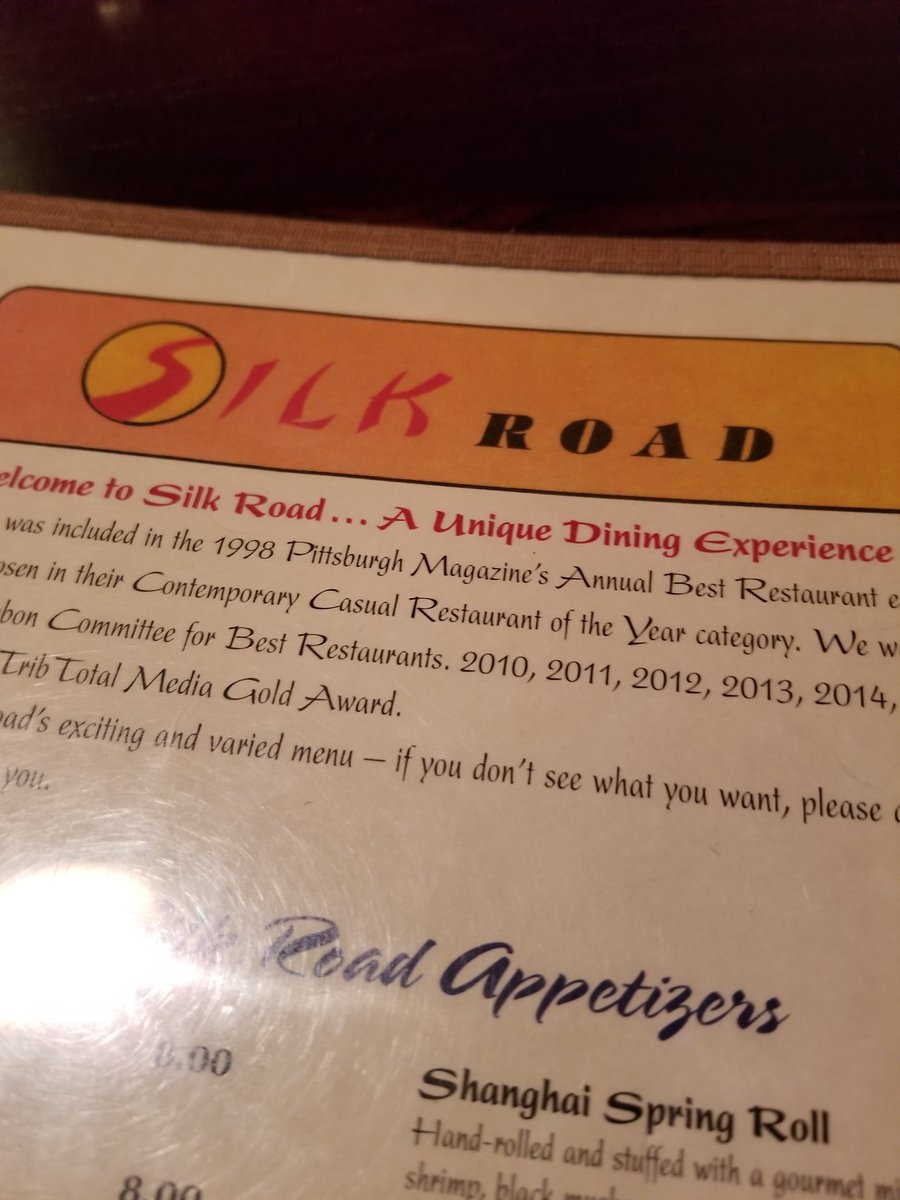 SILK ROAD
elcome to Silk Road... A Unique Dining Experience
was included in the 1998 Pittsburgh Magazine's Annual Best Restaurant e
osen in their Contemporary Casual Restaurant of the Year category. We w
bon Committee for Best Restaurants. 2010, 2011, 2012, 2013, 2014,
Trib Total Media Gold Award.
oad's exciting and varied menu – if you don't see what you want, please
you.
Road Appetizers
Shanghai Spring Roll
Hand-rolled and stuffed with a gourmet
shrimp, black
8.00